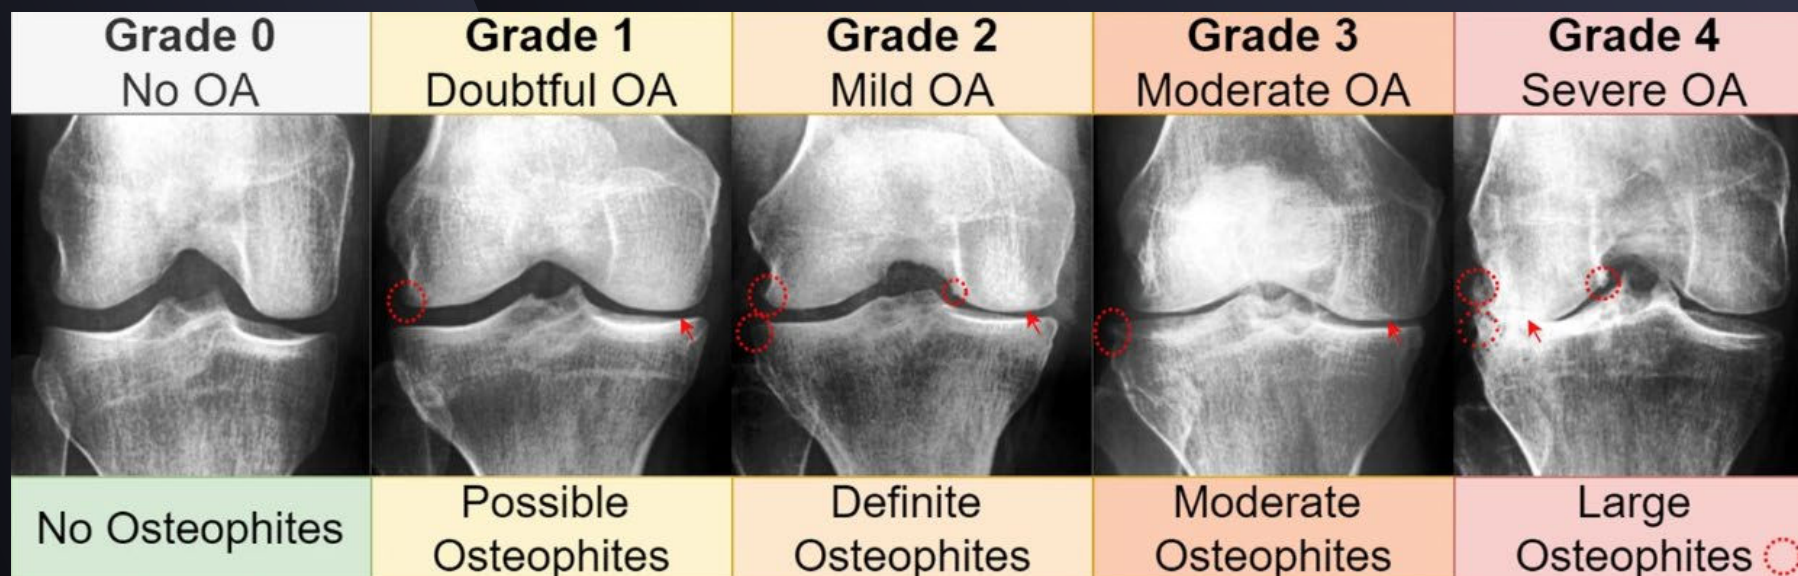 Grade 0
No OA
Grade 1
Doubtful OA
Grade 2
Mild OA
Grade 3
Moderate OA
Grade 4
Severe OA
No Osteophites
Possible
Osteophites
Definite
Osteophites
Moderate
Osteophites
Large
Osteophites